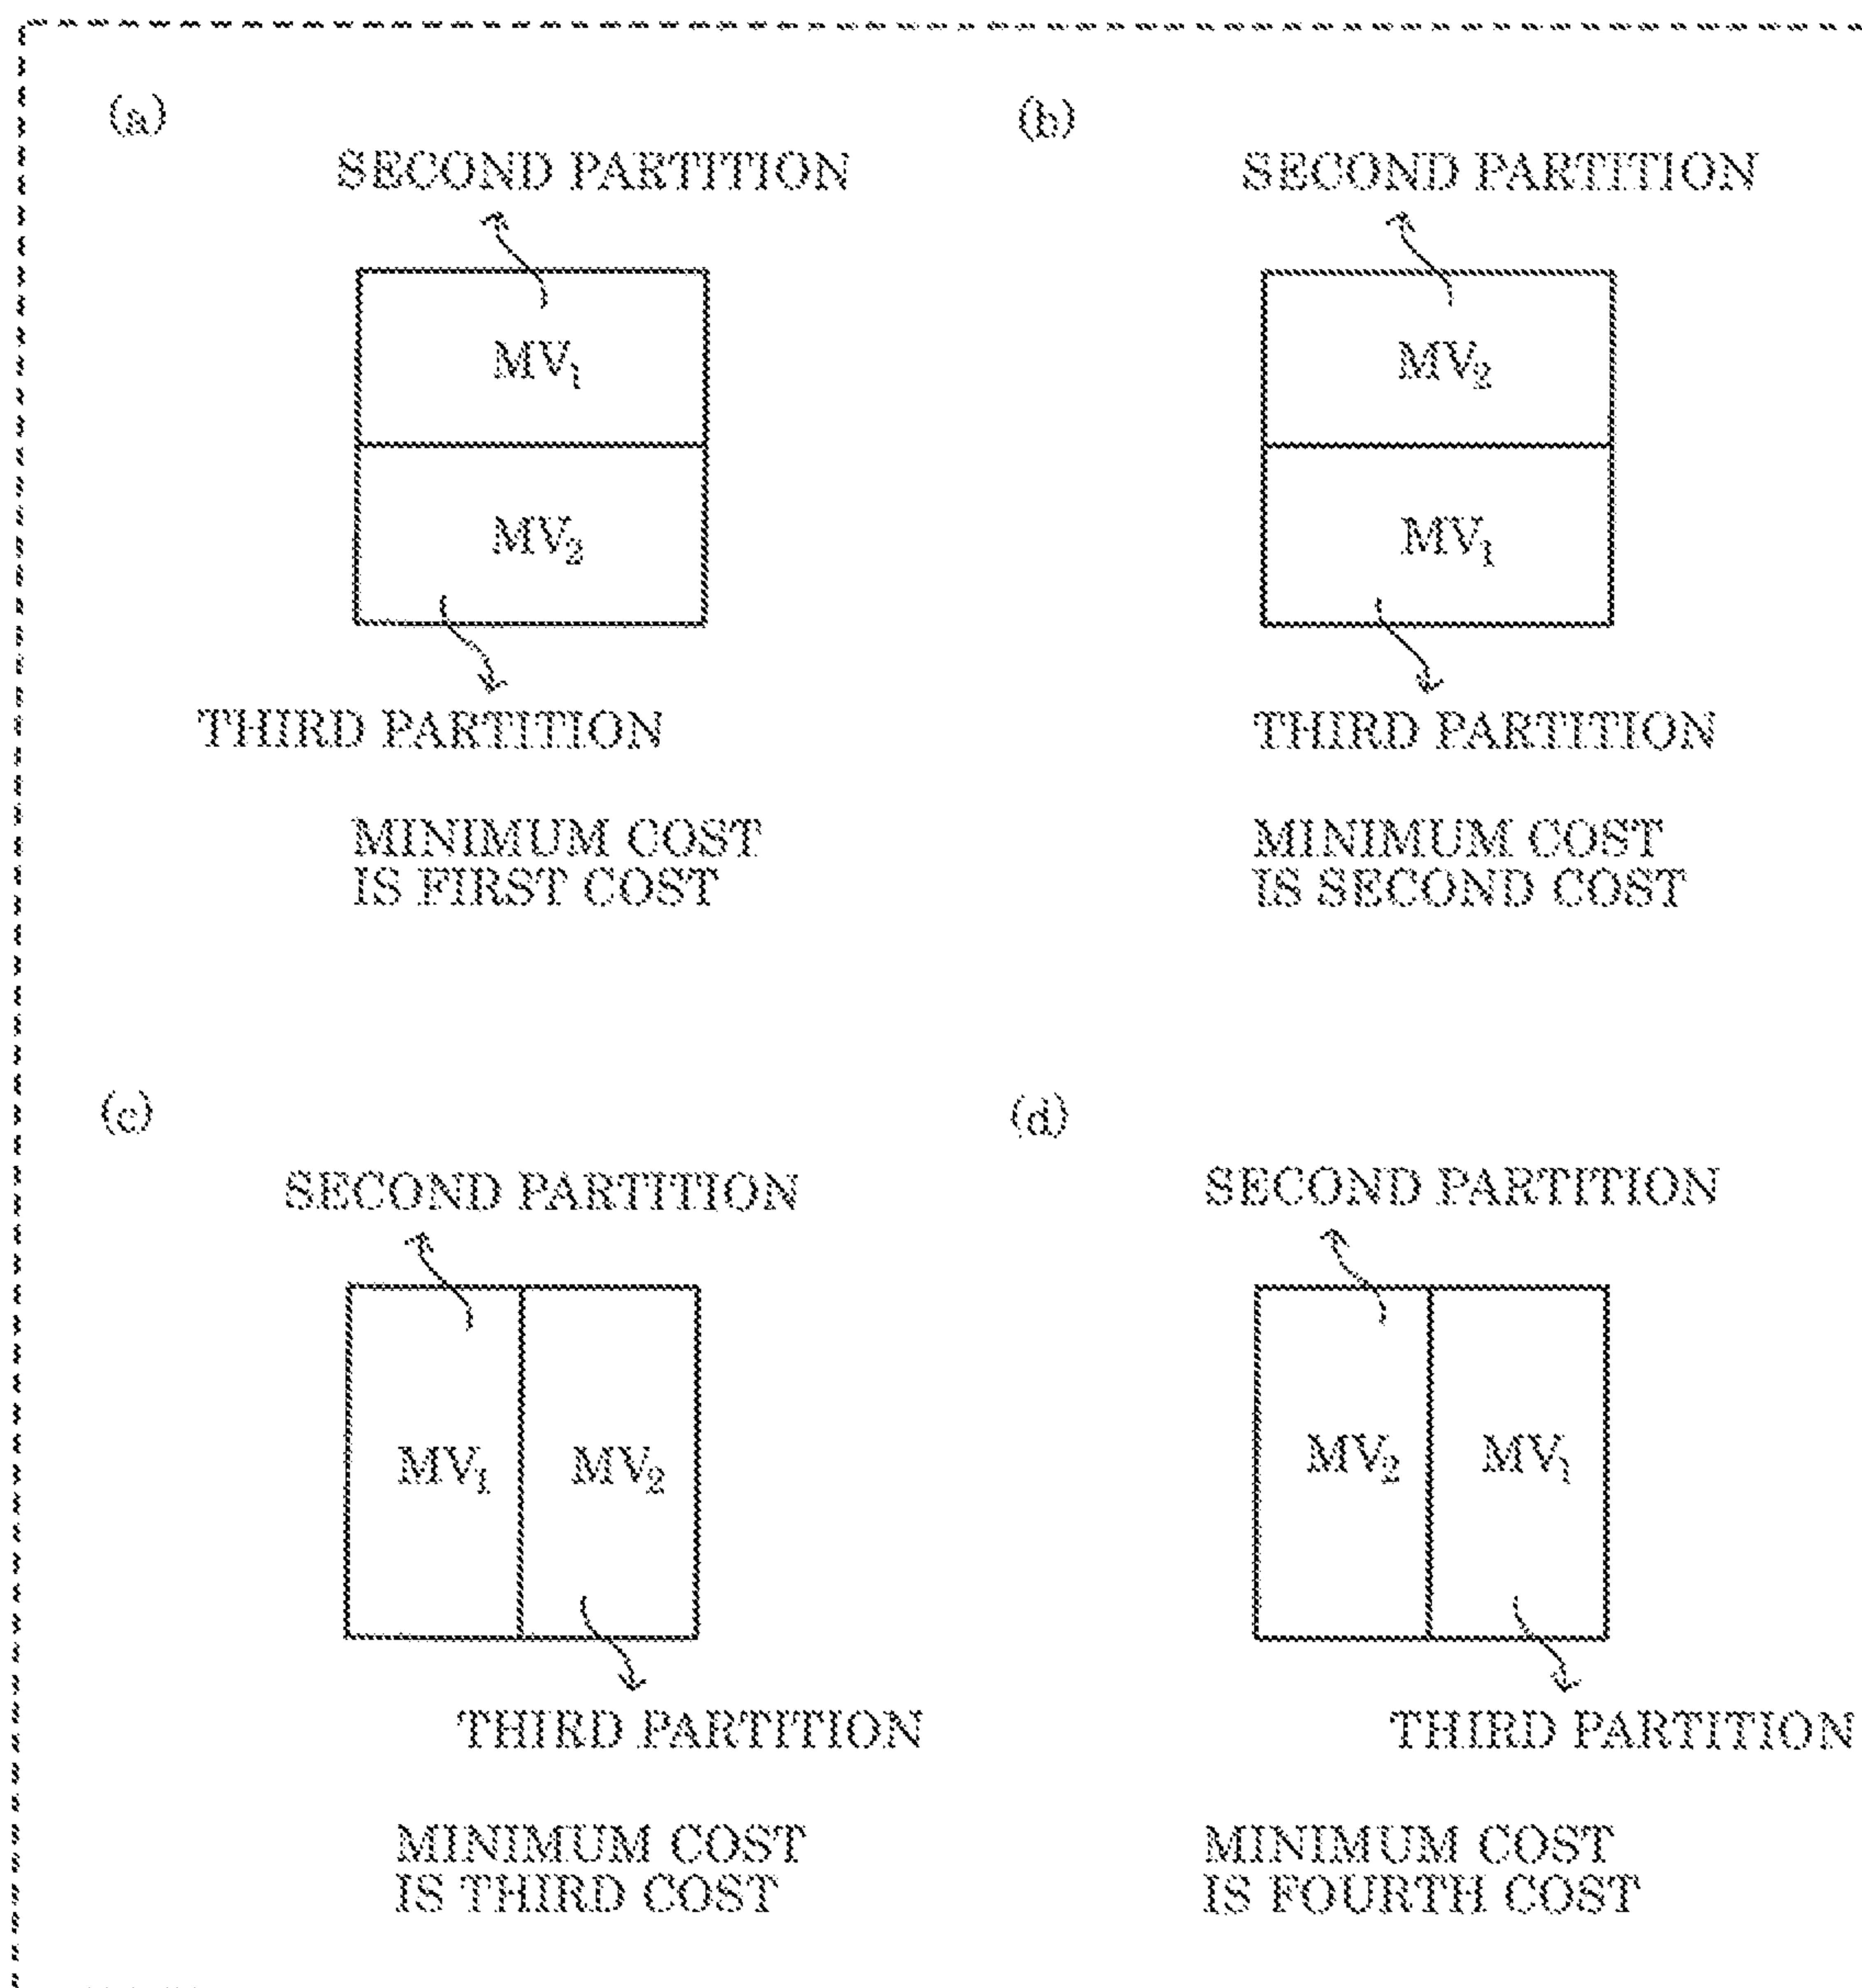 (a)
SECOND PARTITION
MV₁
MV₂
THIRD PARTITION
MINIMUM COST
IS FIRST COST
(b)
SECOND PARTITION
MV₂
MV₁
THIRD PARTITION
MINIMUM COST
IS SECOND COST
(c)
SECOND PARTITION
MV₁ MV₂
THIRD PARTITION
MINIMUM COST
IS THIRD COST
(d)
SECOND PARTITION
MV₂ MV₁
THIRD PARTITION
MINIMUM COST
IS FOURTH COST